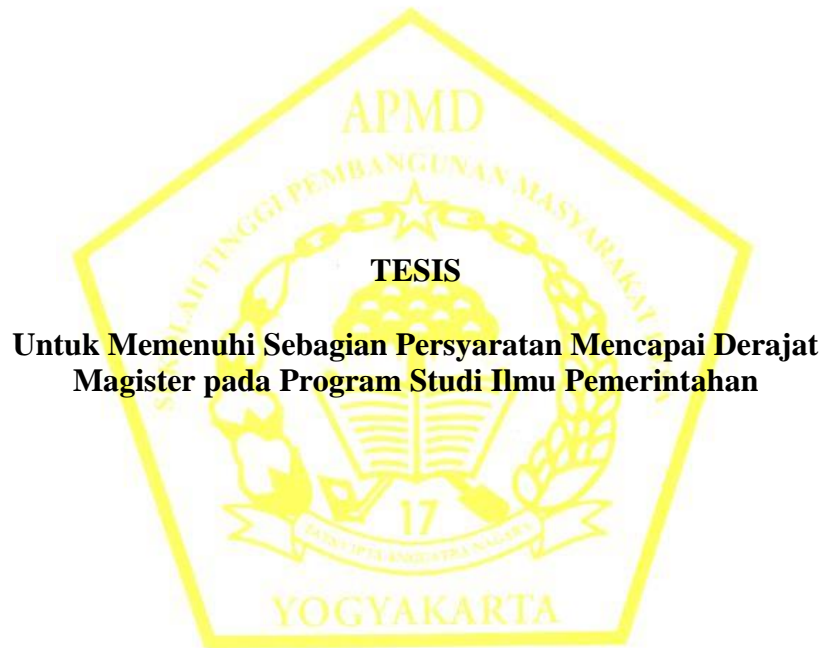 APMD
SEKOLAH TINGGI PEMBANGUNAN MASYARAKAT
TESIS
Untuk Memenuhi Sebagian Persyaratan Mencapai Derajat
Magister pada Program Studi Ilmu Pemerintahan
17
YOGYAKARTA